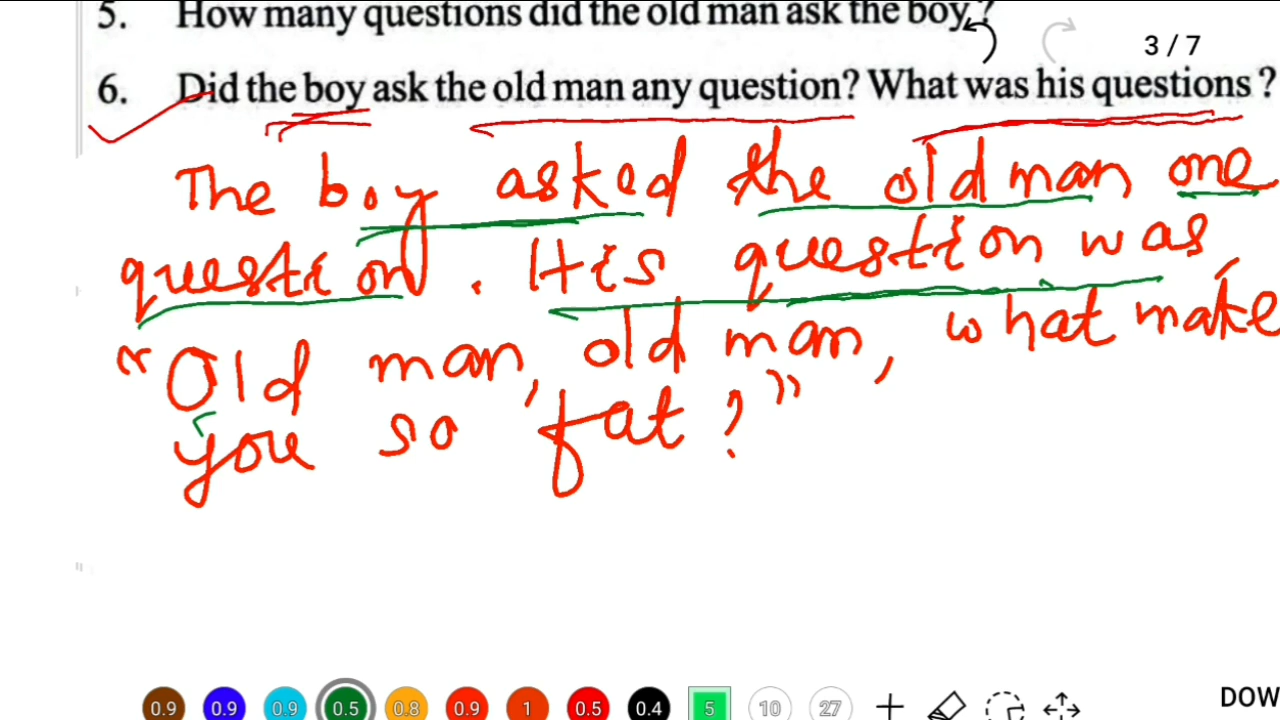 5. How many questions did the old man ask the boy,?
3 / 7
6. Did the boy ask the old man any question? What was his questions ?
The boy asked the old man one
question. His question was,
“Old man, old man, what make
you so fat?”
0.9 0.9 0.9 0.5 0.8 0.9 1 0.5 0.4 5 10 27
DOW